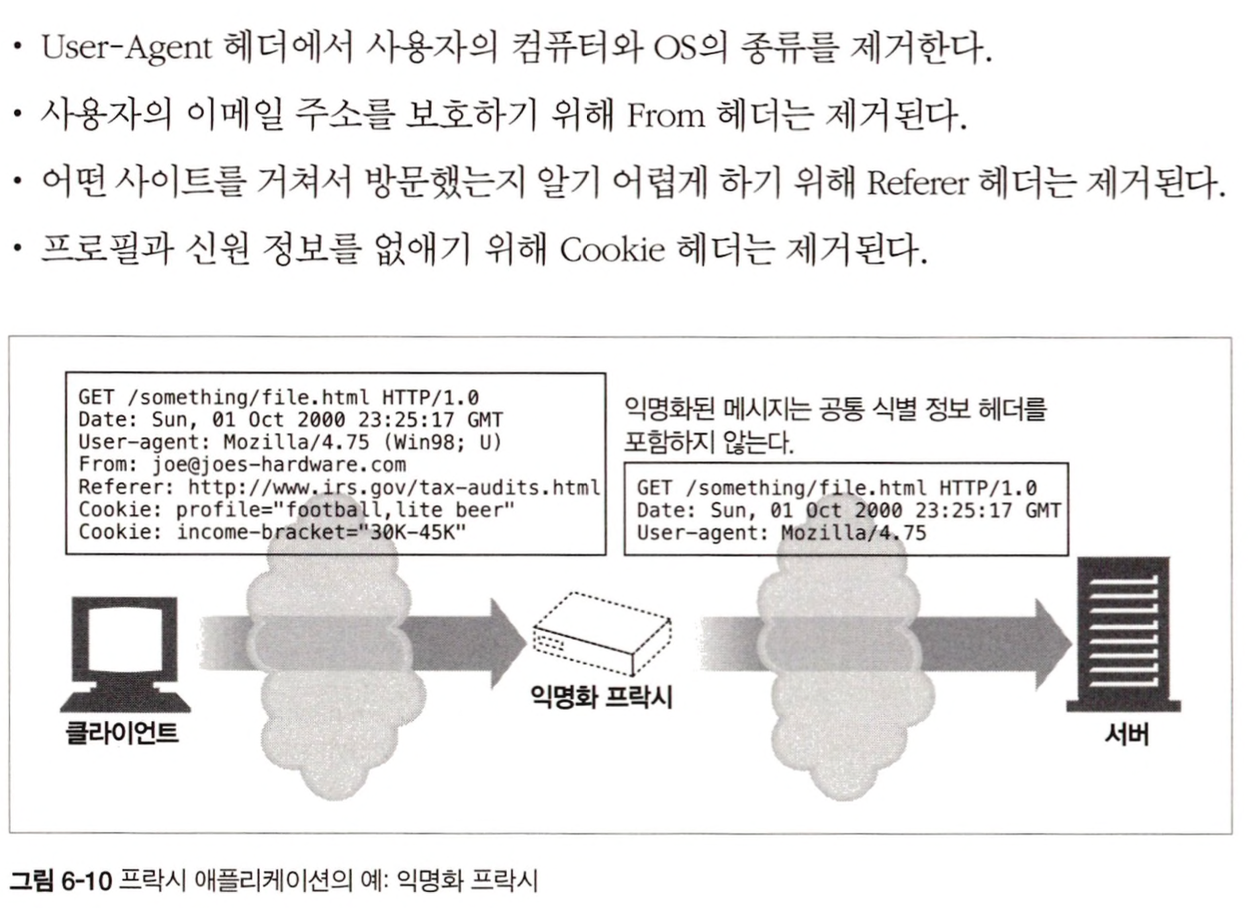 • User-Agent 헤더에서 사용자의 컴퓨터와 OS의 종류를 제거한다.
• 사용자의 이메일 주소를 보호하기 위해 From 헤더는 제거된다.
• 어떤 사이트를 거쳐서 방문했는지 알기 어렵게 하기 위해 Referer 헤더는 제거된다.
• 프로필과 신원 정보를 없애기 위해 Cookie 헤더는 제거된다.
GET /something/file.html HTTP/1.0
Date: Sun, 01 Oct 2000 23:25:17 GMT
User-agent: Mozilla/4.75 (Win98; U)
From: joe@joes-hardware.com
Referer: http://www.irs.gov/tax-audits.html
Cookie: profile="football,lite beer"
Cookie: income-bracket="30K-45K"
익명화된 메시지는 공통 식별 정보 헤더를
포함하지 않는다.
GET /something/file.html HTTP/1.0
Date: Sun, 01 Oct 2000 23:25:17 GMT
User-agent: Mozilla/4.75
클라이언트
익명화 프락시
서버
그림 6-10 프락시 애플리케이션의 예: 익명화 프락시